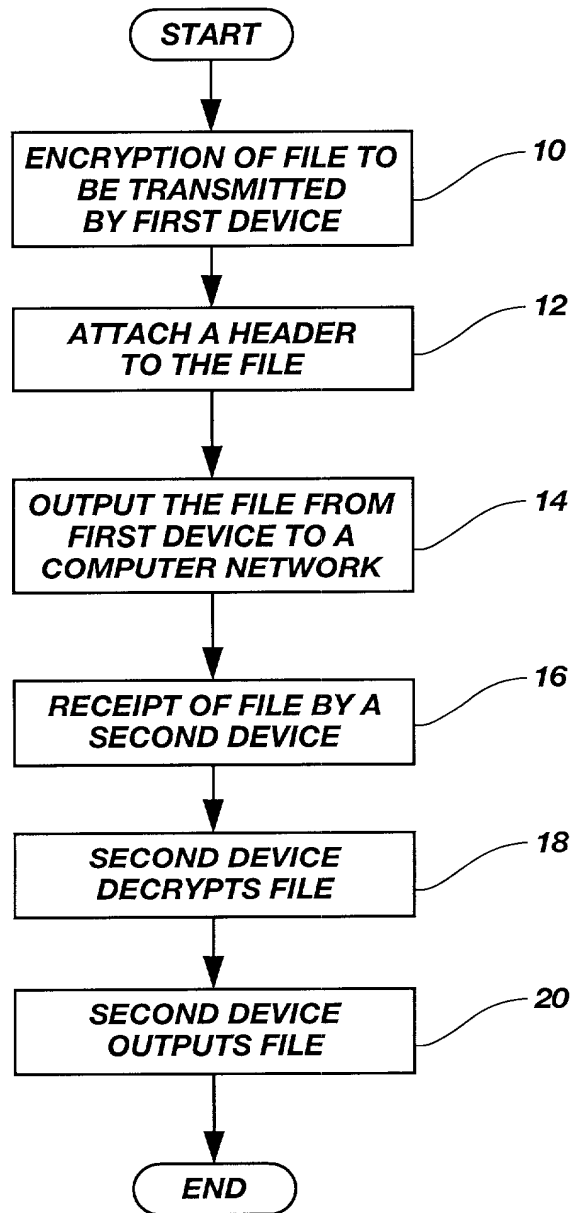 START
ENCRYPTION OF FILE TO
BE TRANSMITTED
BY FIRST DEVICE
10
ATTACH A HEADER
TO THE FILE
12
OUTPUT THE FILE FROM
FIRST DEVICE TO A
COMPUTER NETWORK
14
RECEIPT OF FILE BY A
SECOND DEVICE
16
SECOND DEVICE
DECRYPTS FILE
18
SECOND DEVICE
OUTPUTS FILE
20
END